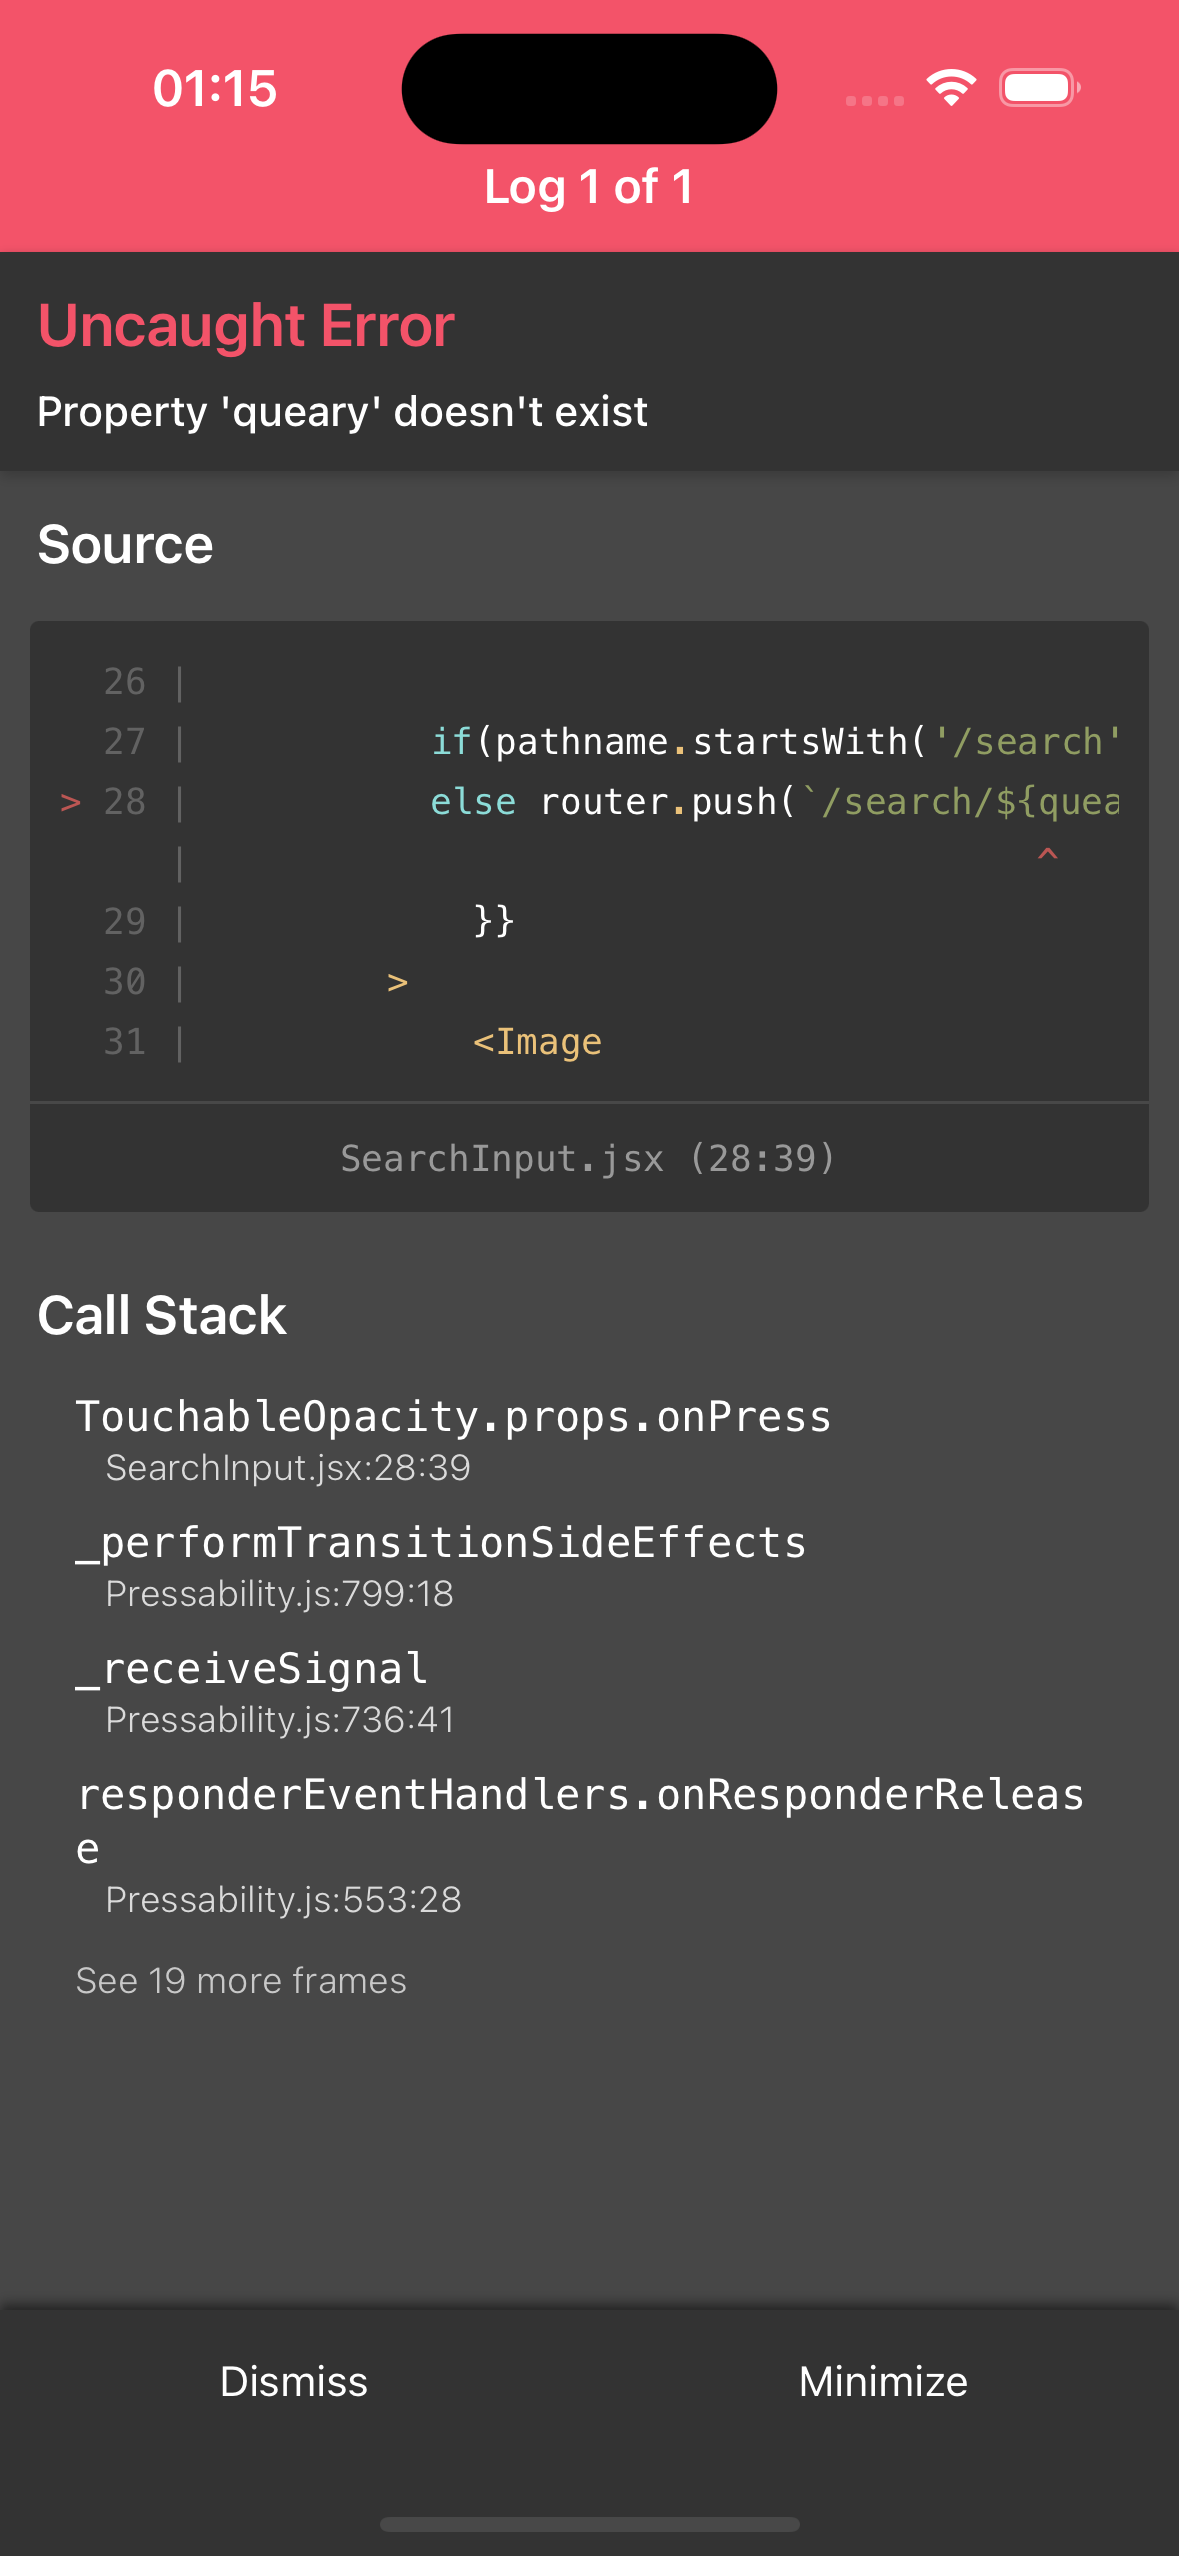 01:15
Log 1 of 1
Uncaught Error
Property 'queary' doesn't exist
Source
26 |
27 | if(pathname.startsWith('/search'
> 28 | else router.push(`/search/${quea
| ^
29 | }}
30 | >
31 | <Image
SearchInput.jsx (28:39)
Call Stack
TouchableOpacity.props.onPress
SearchInput.jsx:28:39
_performTransitionSideEffects
Pressability.js:799:18
_receiveSignal
Pressability.js:736:41
responderEventHandlers.onResponderReleas
e
Pressability.js:553:28
See 19 more frames
Dismiss Minimize